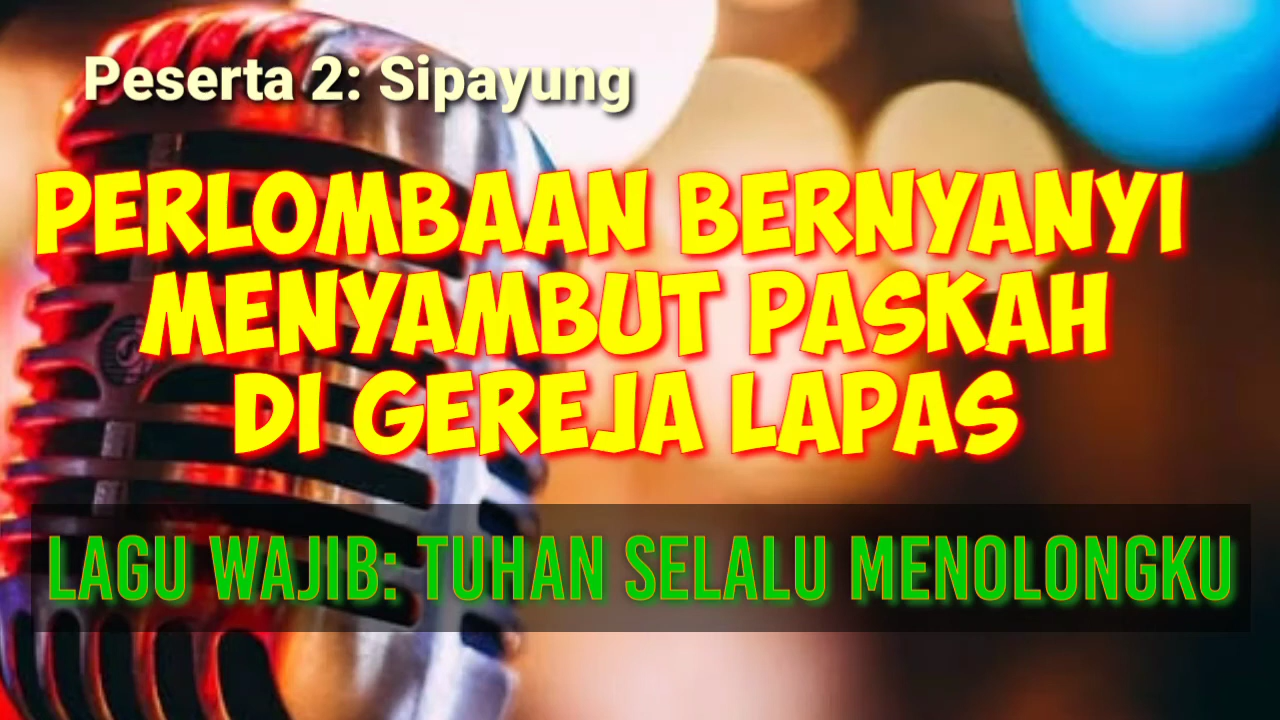 Peserta 2: Sipayung
PERLOMBAAN BERNYANYI
MENYAMBUT PASKAH
DI GEREJA LAPAS
LAGU WAJIB: TUHAN SELALU MENOLONGKU